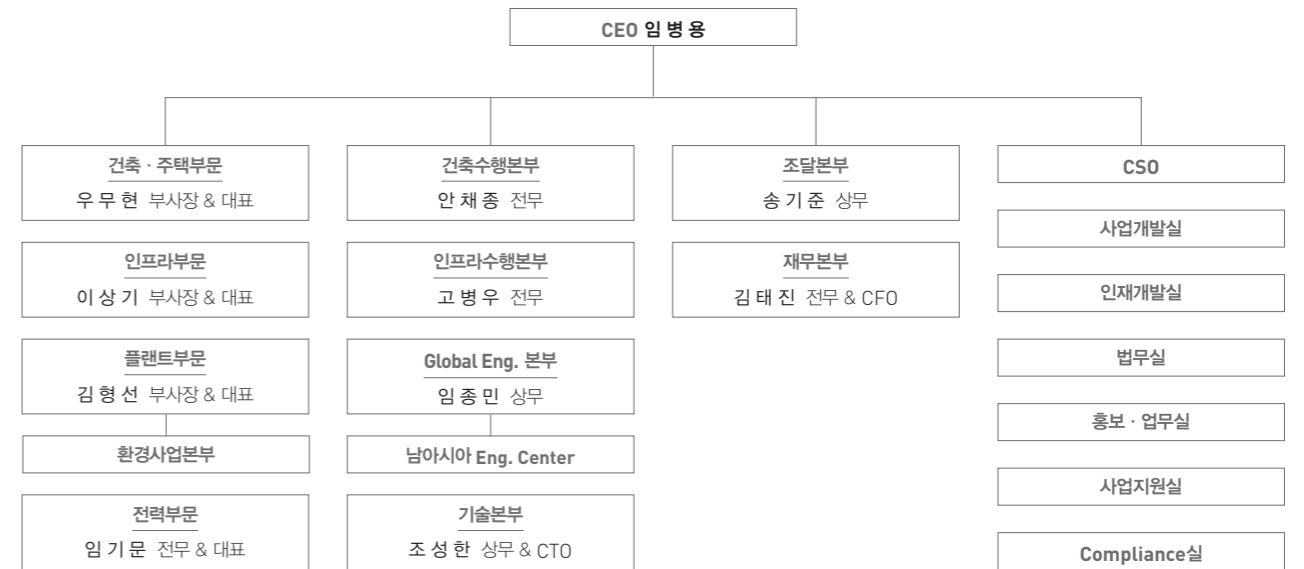 CEO 임병용
건축 · 주택부문
우무현 부사장 & 대표
인프라부문
이상기 부사장 & 대표
플랜트부문
김형선 부사장 & 대표
환경사업본부
전력부문
임기문 전무 & 대표
건축수행본부
안채종 전무
인프라수행본부
고병우 전무
Global Eng. 본부
임종민 상무
남아시아 Eng. Center
기술본부
조성한 상무 & CTO
조달본부
송기준 상무
재무본부
김태진 전무 & CFO
CSO
사업개발실
인재개발실
법무실
홍보 · 업무실
사업지원실
Compliance실